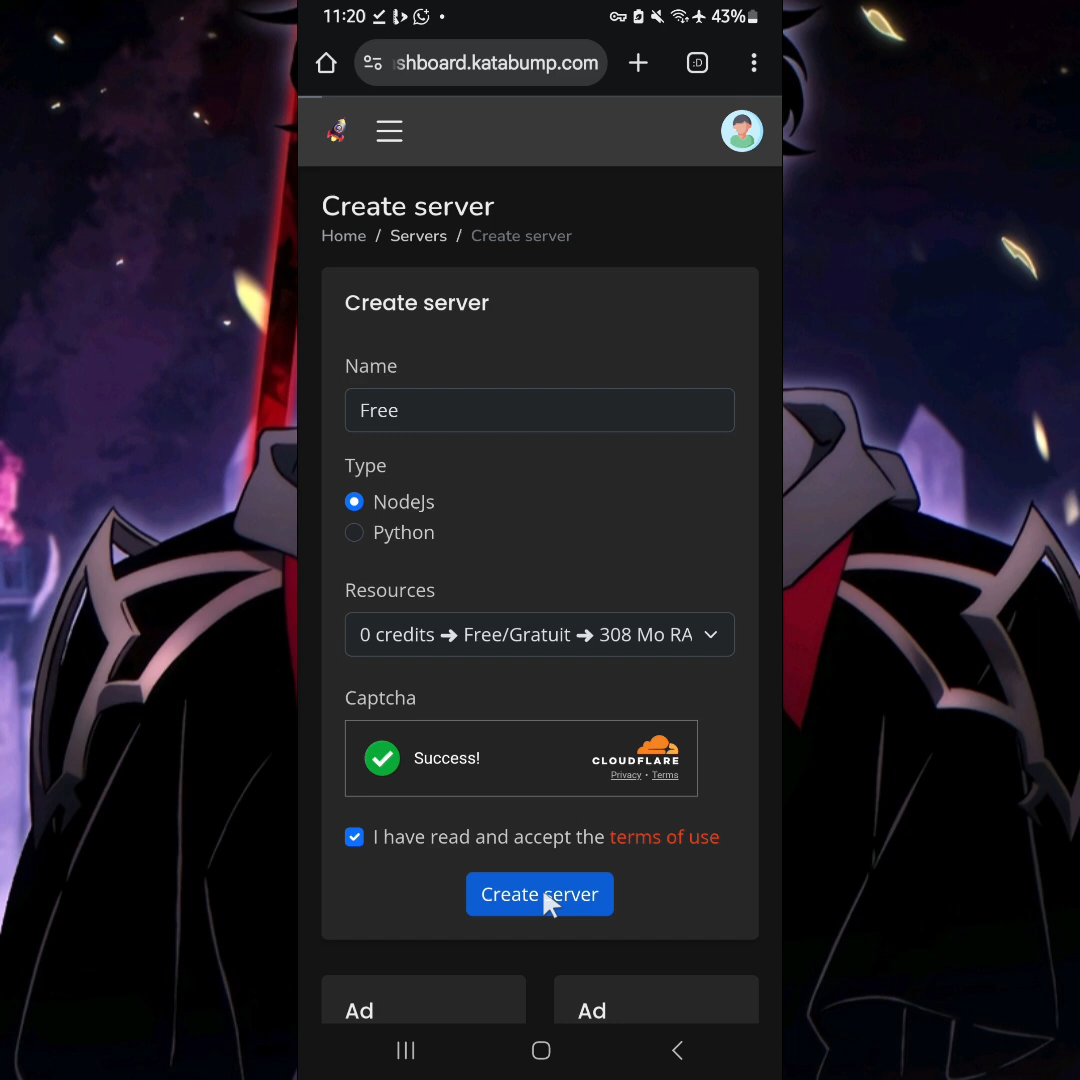 11:20
43%
shboard.katabump.com
:D
Create server
Home / Servers / Create server
Create server
Name
Free
Type
NodeJs
Python
Resources
0 credits ➜ Free/Gratuit ➜ 308 Mo RA
Captcha
Success!
CLOUDFLARE
Privacy • Terms
I have read and accept the terms of use
Create server
Ad
Ad